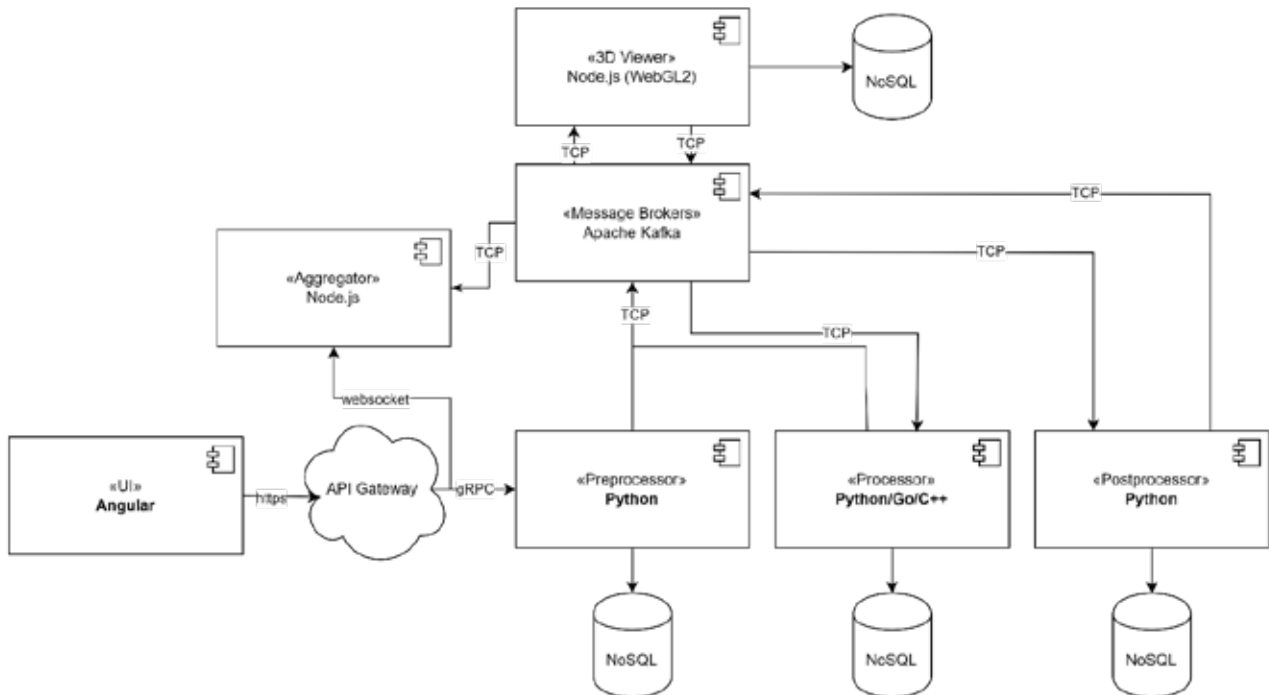 «3D Viewer»
Node.js (WebGL2)
NoSQL
TCP
TCP
«Message Brokers»
Apache Kafka
TCP
TCP
TCP
«Aggregator»
Node.js
TCP
TCP
websocket
«UI»
Angular
https
API Gateway
gRPC
«Preprocessor»
Python
«Processor»
Python/Go/C++
«Postprocessor»
Python
NoSQL
NoSQL
NoSQL